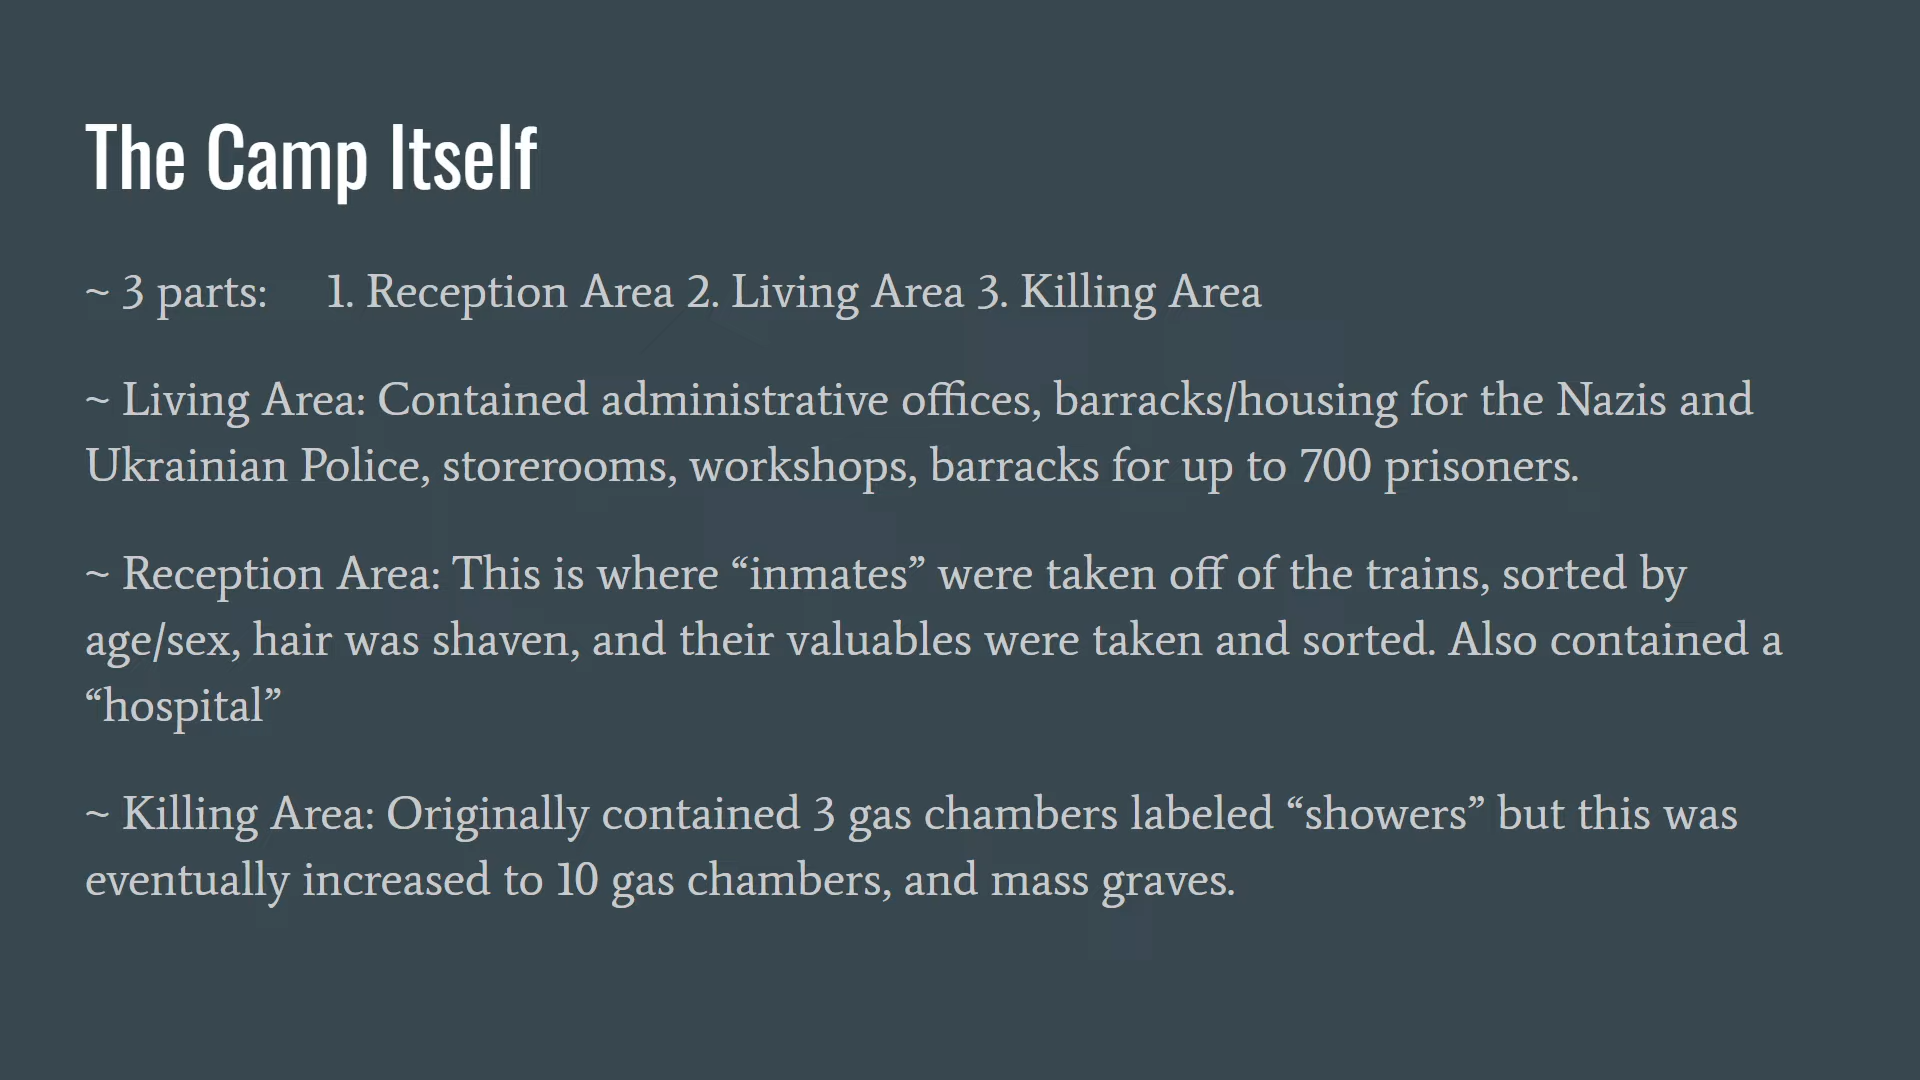 The Camp Itself
~ 3 parts: 1. Reception Area 2. Living Area 3. Killing Area
~ Living Area: Contained administrative offices, barracks/housing for the Nazis and
Ukrainian Police, storerooms, workshops, barracks for up to 700 prisoners.
~ Reception Area: This is where “inmates” were taken off of the trains, sorted by
age/sex, hair was shaven, and their valuables were taken and sorted. Also contained a
“hospital”
~ Killing Area: Originally contained 3 gas chambers labeled “showers” but this was
eventually increased to 10 gas chambers, and mass graves.